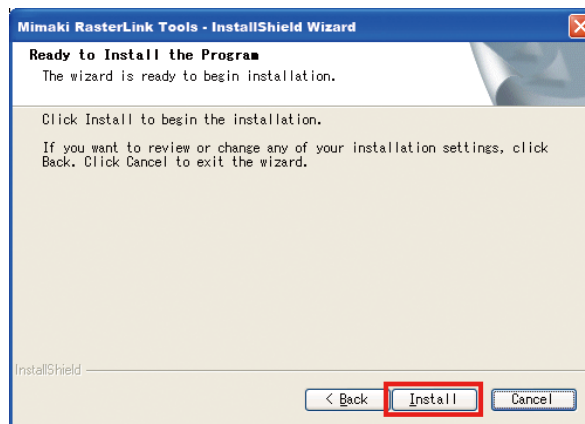 Mimaki RasterLink Tools - InstallShield Wizard
Ready to Install the Program
The wizard is ready to begin installation.
Click Install to begin the installation.
If you want to review or change any of your installation settings, click
Back. Click Cancel to exit the wizard.
InstallShield
< Back
Install
Cancel